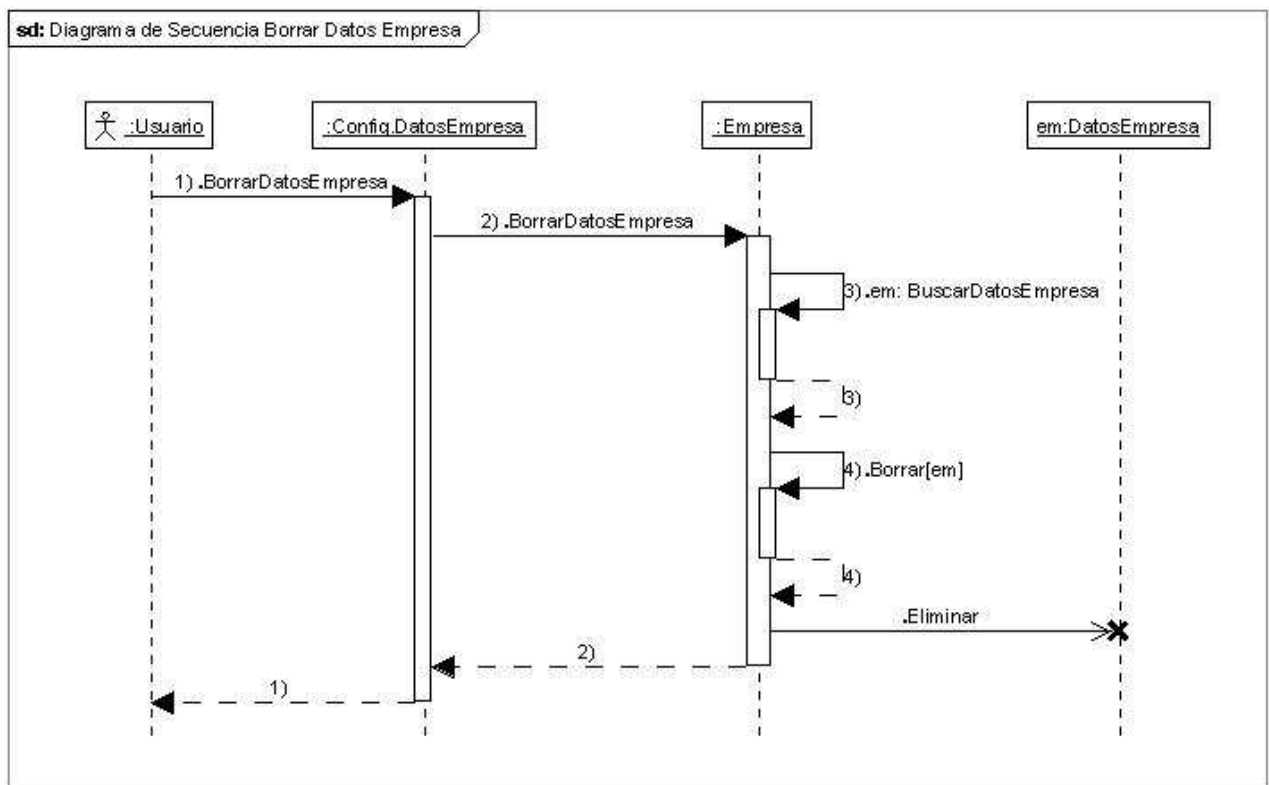 sd: Diagrama de Secuencia Borrar Datos Empresa
:Usuario
:Config.DatosEmpresa
:Empresa
em:DatosEmpresa
1) .BorrarDatosEmpresa
2) .BorrarDatosEmpresa
3) .em: BuscarDatosEmpresa
3)
4) .Borrar[em]
4)
.Eliminar
2)
1)